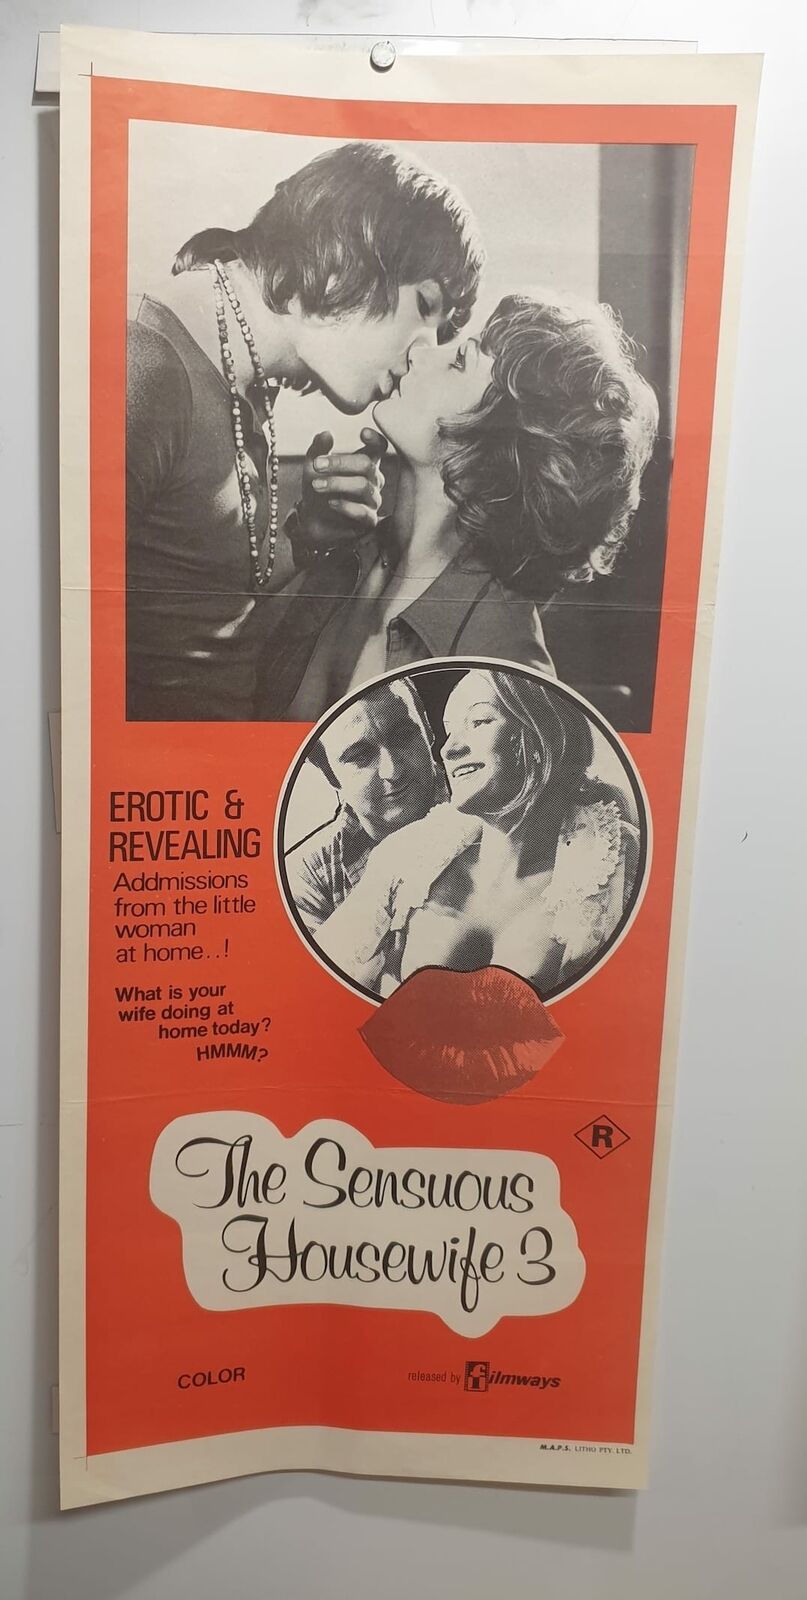 EROTIC &
REVEALING
Addmissions
from the little
woman
at home..!
What is your
wife doing at
home today?
HMMM?
R
The Sensuous
Housewife 3
COLOR
released by filmways
M.A.P.S. LITHO PTY. LTD.